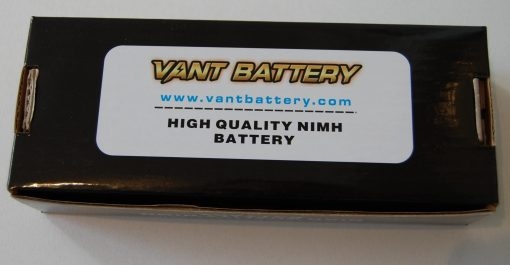 VANT BATTERY
www.vantbattery.com
HIGH QUALITY NIMH
BATTERY